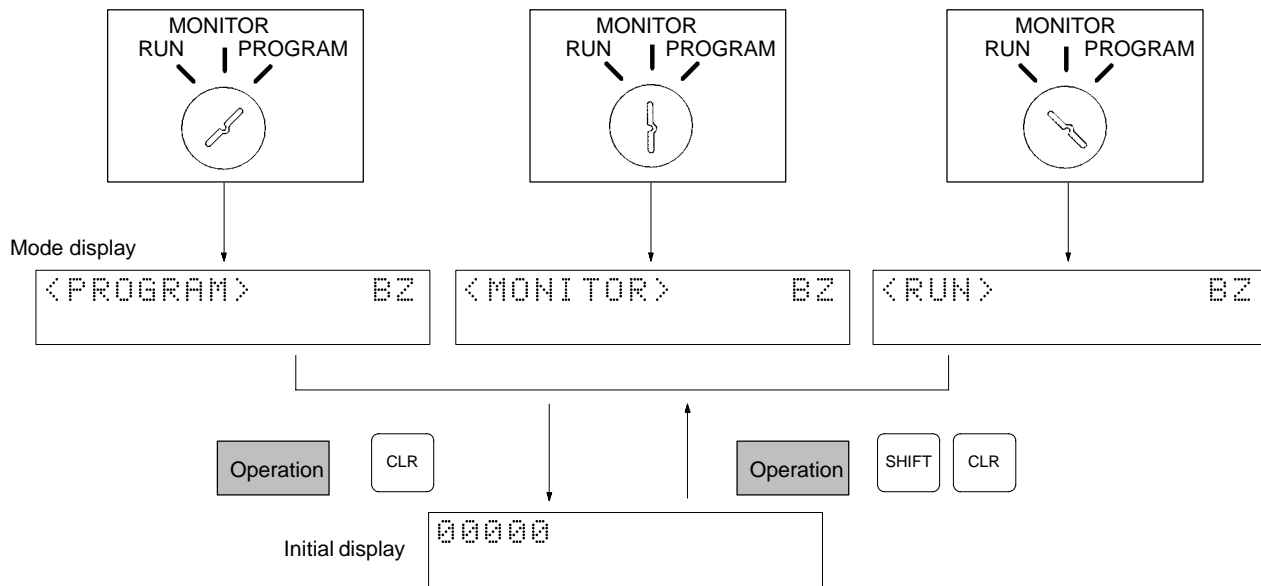 MONITOR
RUN PROGRAM
MONITOR
RUN PROGRAM
MONITOR
RUN PROGRAM
Mode display
<PROGRAM> BZ
<MONITOR> BZ
<RUN> BZ
Operation
CLR
Operation
SHIFT
CLR
Initial display
00000